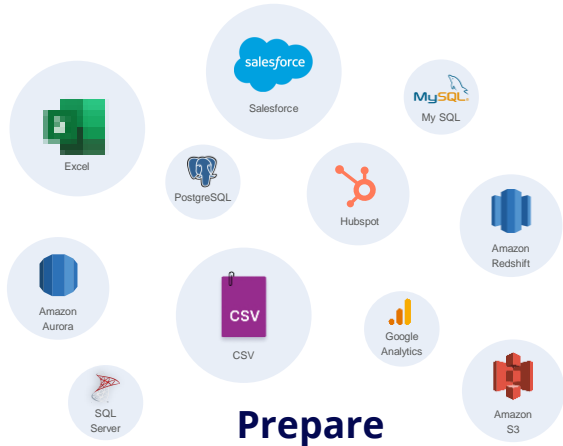 salesforce
Salesforce
MySQL
My SQL
Excel
PostgreSQL
Hubspot
Amazon
Redshift
Amazon
Aurora
CSV
CSV
Google
Analytics
SQL
Server
Amazon
S3
Prepare